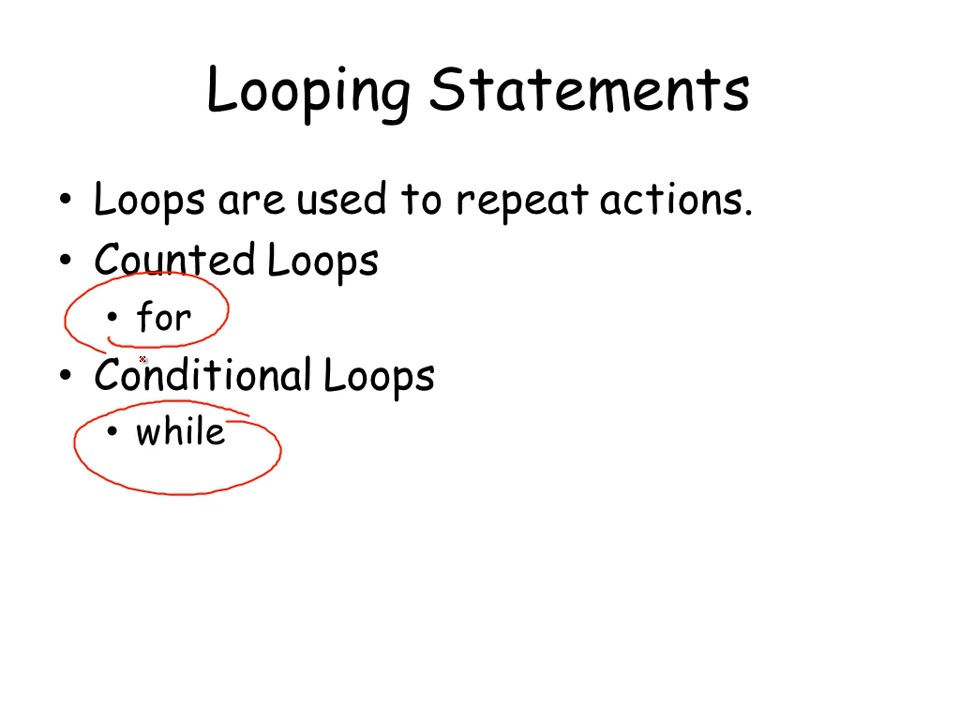 Looping Statements
• Loops are used to repeat actions.
• Counted Loops
• for
• Conditional Loops
• while